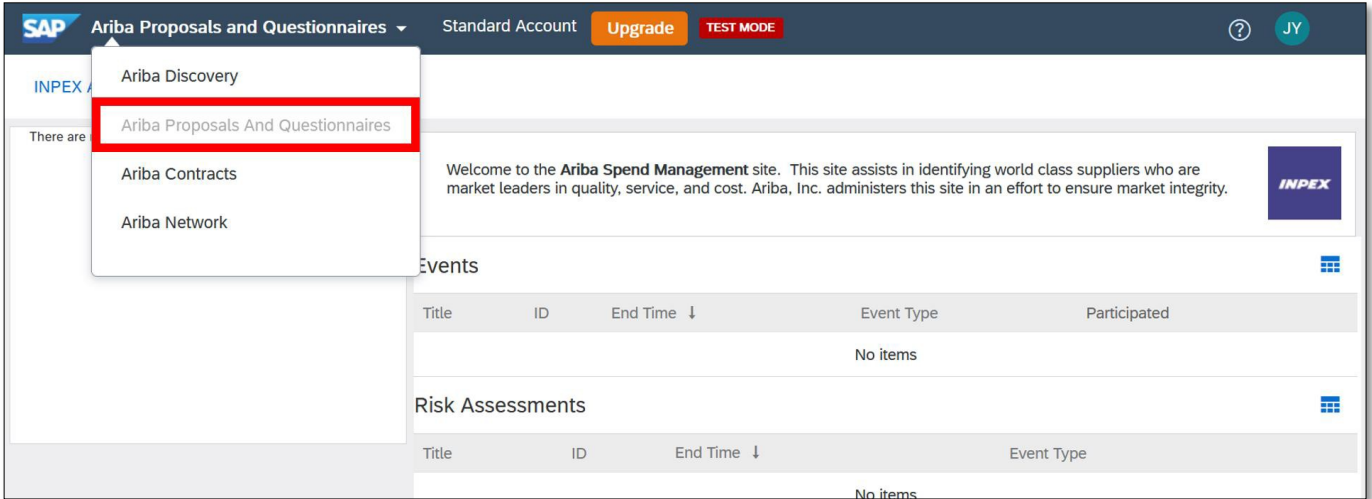 SAP Ariba Proposals and Questionnaires Standard Account Upgrade TEST MODE ? JY
Ariba Discovery
INPEX
Ariba Proposals And Questionnaires
There are
Ariba Contracts
Ariba Network
Welcome to the Ariba Spend Management site. This site assists in identifying world class suppliers who are
market leaders in quality, service, and cost. Ariba, Inc. administers this site in an effort to ensure market integrity.
INPEX
Events
Title ID End Time ↓ Event Type Participated
No items
Risk Assessments
Title ID End Time ↓ Event Type
No items